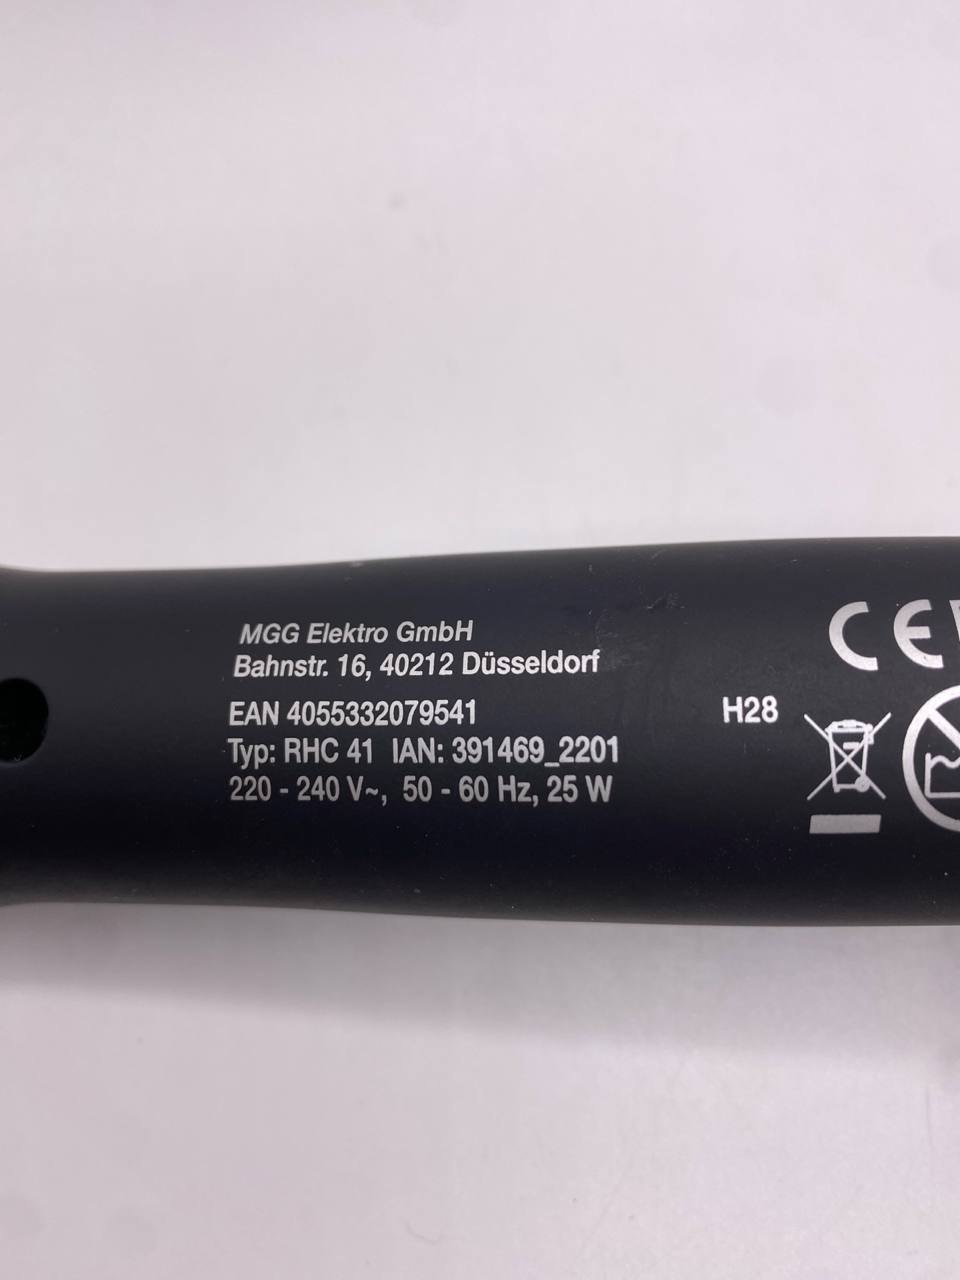 MGG Elektro GmbH
Bahnstr. 16, 40212 Düsseldorf
EAN 4055332079541
Typ: RHC 41 IAN: 391469_2201
220 - 240 V~, 50 - 60 Hz, 25 W
H28
CE